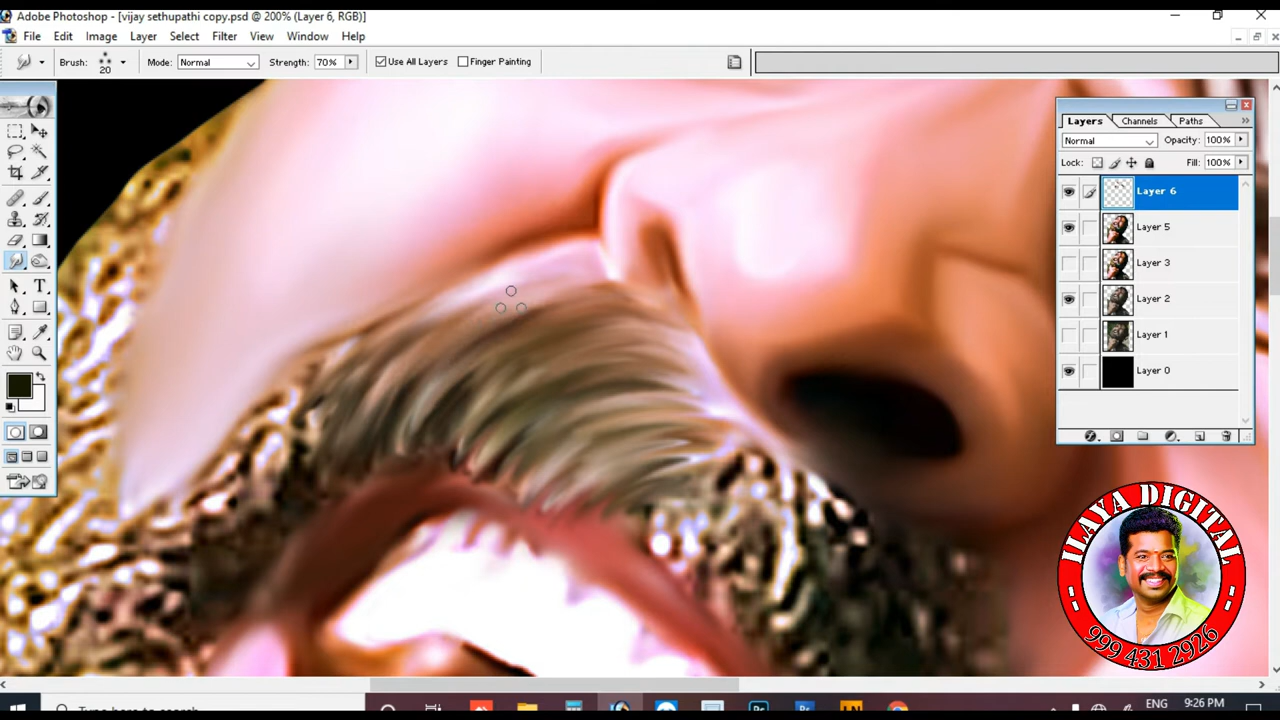 Adobe Photoshop - [vijay sethupathi copy.psd @ 200% (Layer 6, RGB)]
File Edit Image Layer Select Filter View Window Help
Brush: 20 Mode: Normal Strength: 70% Use All Layers Finger Painting
Layers Channels Paths
Normal Opacity: 100%
Lock: Fill: 100%
Layer 6
Layer 5
Layer 3
Layer 2
Layer 1
Layer 0
ILAYA DIGITAL
999 431 2926
ENG 9:26 PM